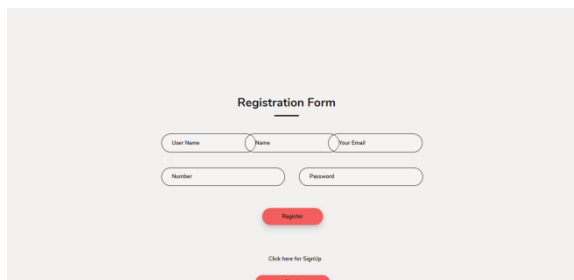 Registration Form
User Name Name Your Email
Number Password
Register
Click here for SignUp